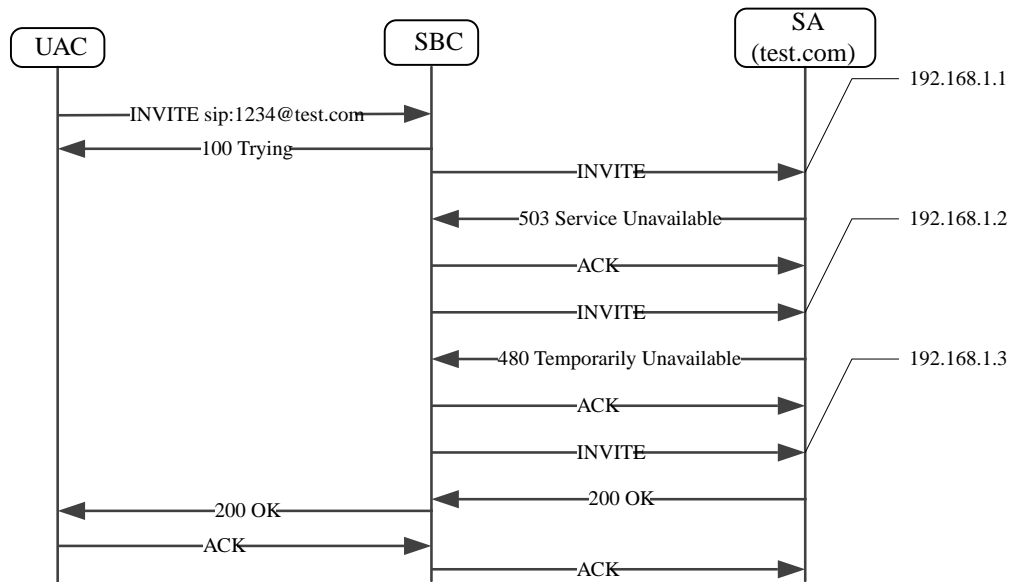 UAC
SBC
SA
(test.com)
192.168.1.1
INVITE sip:1234@test.com
100 Trying
INVITE
503 Service Unavailable
192.168.1.2
ACK
INVITE
480 Temporarily Unavailable
192.168.1.3
ACK
INVITE
200 OK
200 OK
ACK
ACK